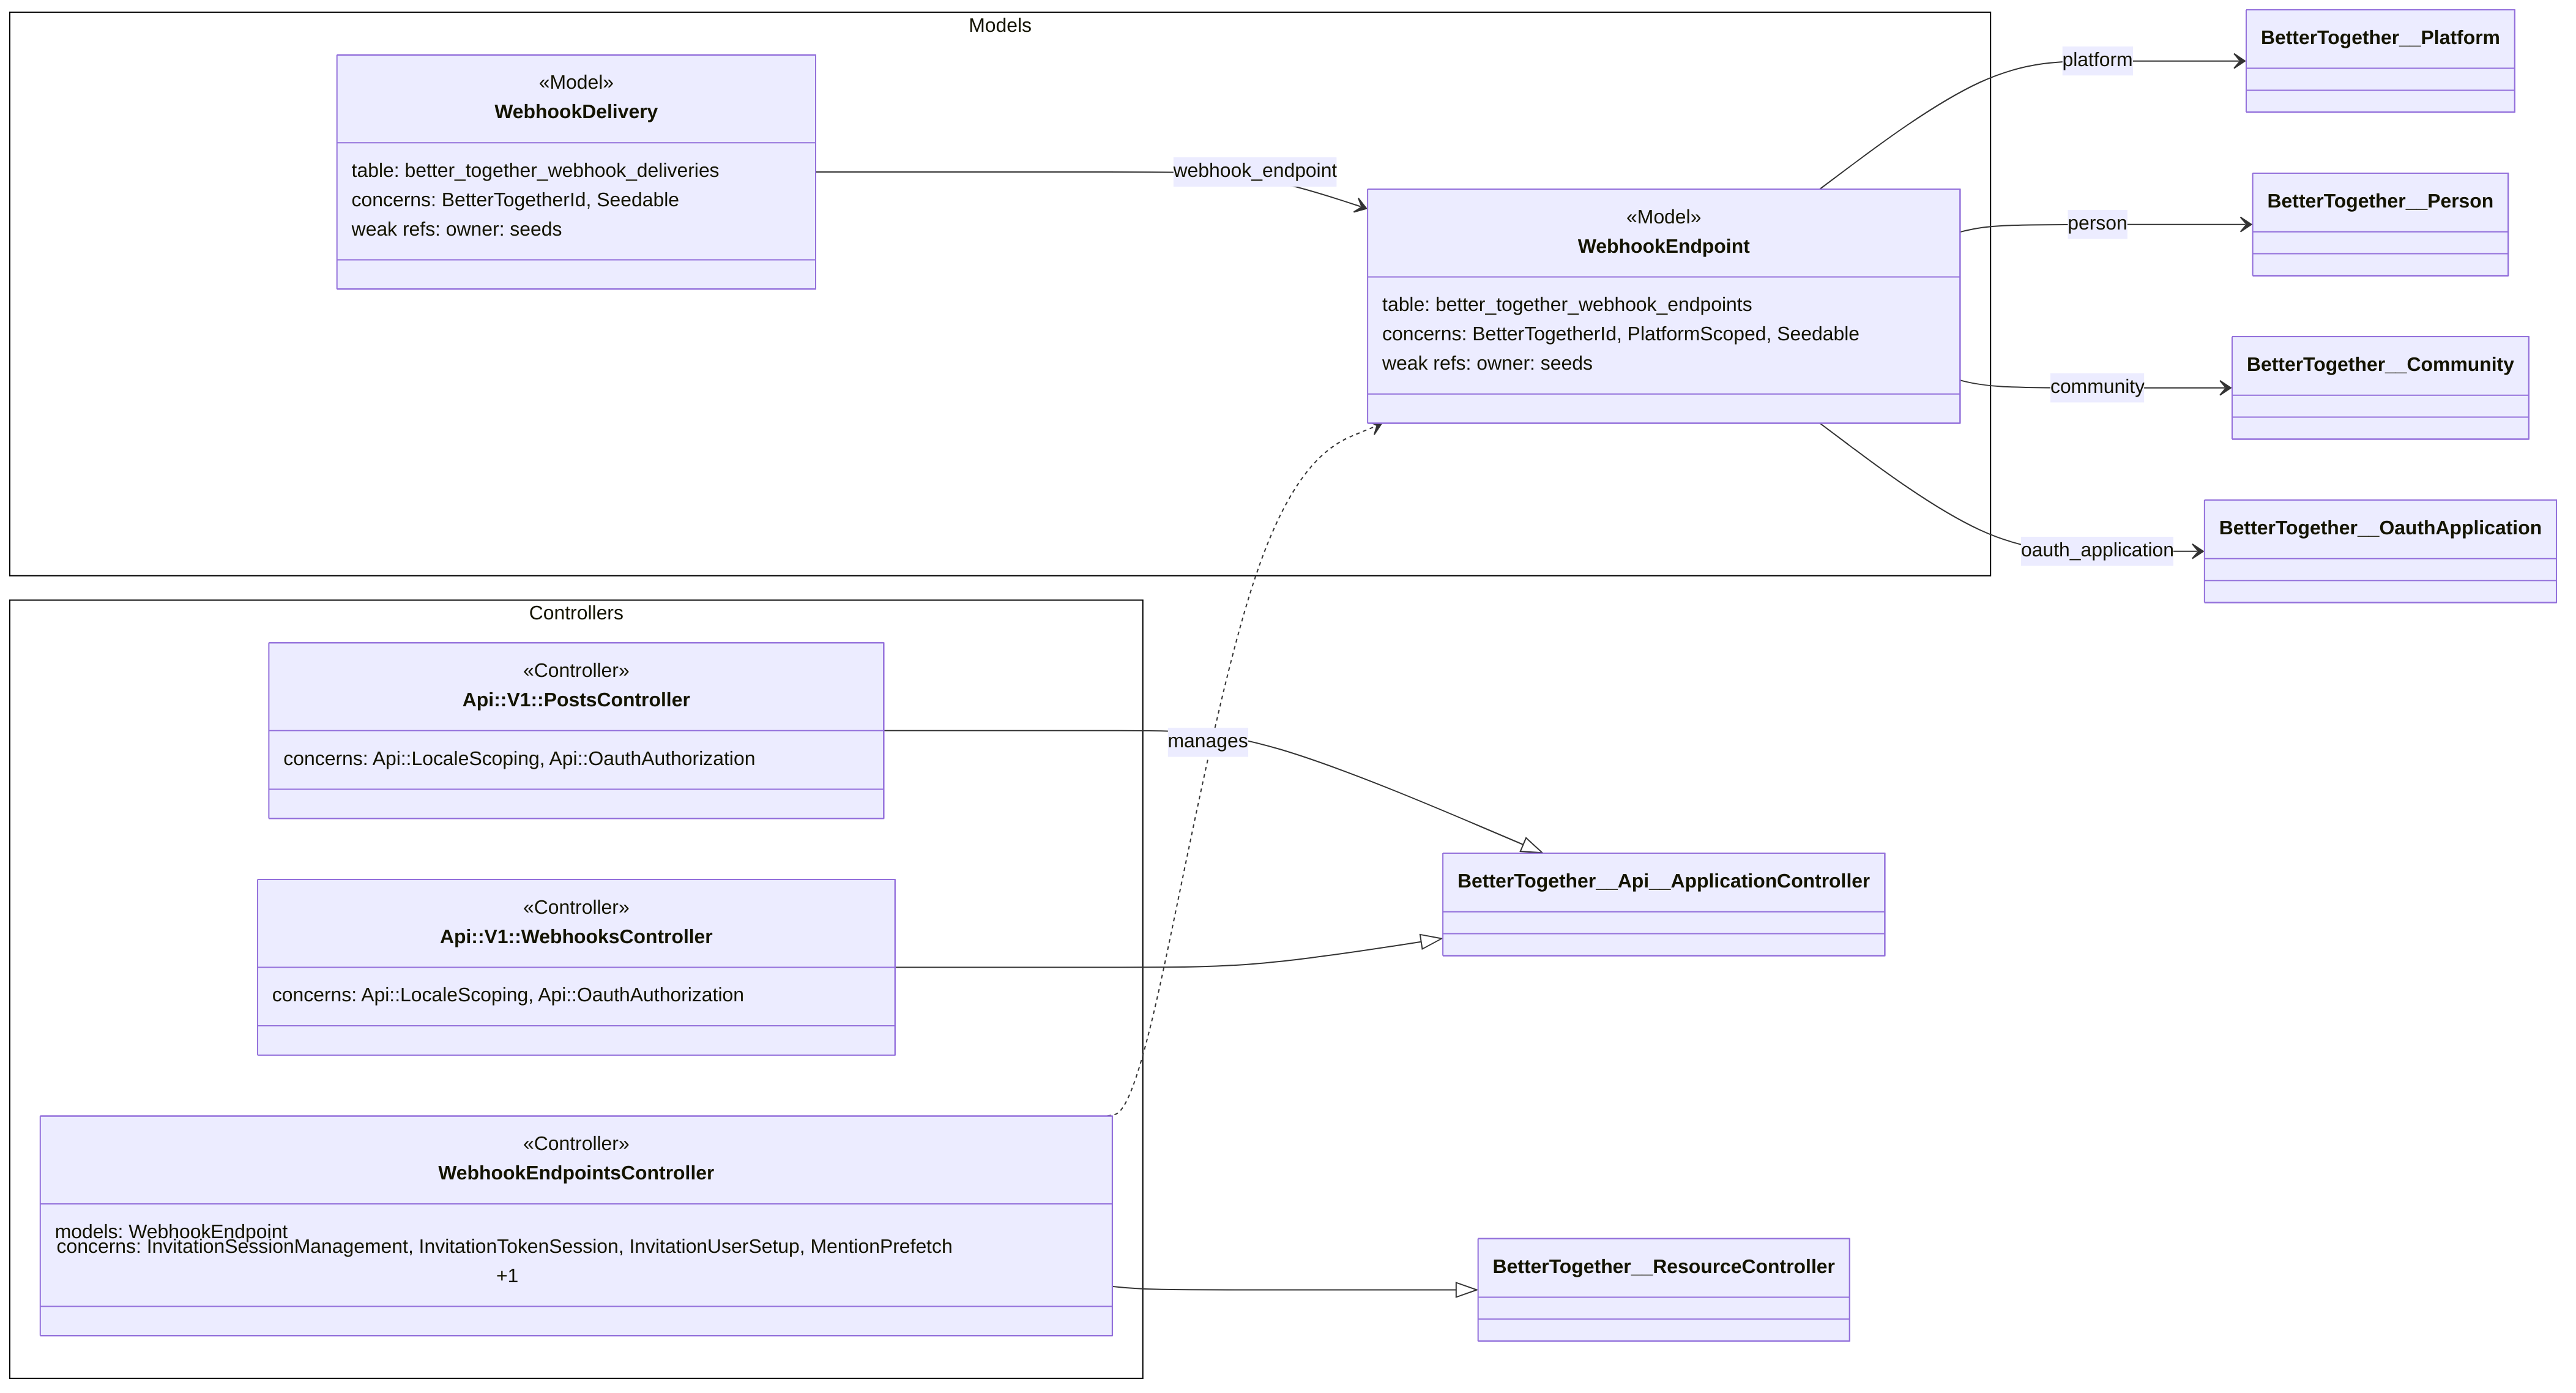 Models
«Model»
WebhookDelivery
table: better_together_webhook_deliveries
concerns: BetterTogetherId, Seedable
weak refs: owner: seeds
webhook_endpoint
«Model»
WebhookEndpoint
table: better_together_webhook_endpoints
concerns: BetterTogetherId, PlatformScoped, Seedable
weak refs: owner: seeds
platform
BetterTogether__Platform
person
BetterTogether__Person
community
BetterTogether__Community
oauth_application
BetterTogether__OauthApplication
Controllers
«Controller»
Api::V1::PostsController
concerns: Api::LocaleScoping, Api::OauthAuthorization
manages
«Controller»
Api::V1::WebhooksController
concerns: Api::LocaleScoping, Api::OauthAuthorization
BetterTogether__Api__ApplicationController
«Controller»
WebhookEndpointsController
models: WebhookEndpoint
concerns: InvitationSessionManagement, InvitationTokenSession, InvitationUserSetup, MentionPrefetch
+1
BetterTogether__ResourceController